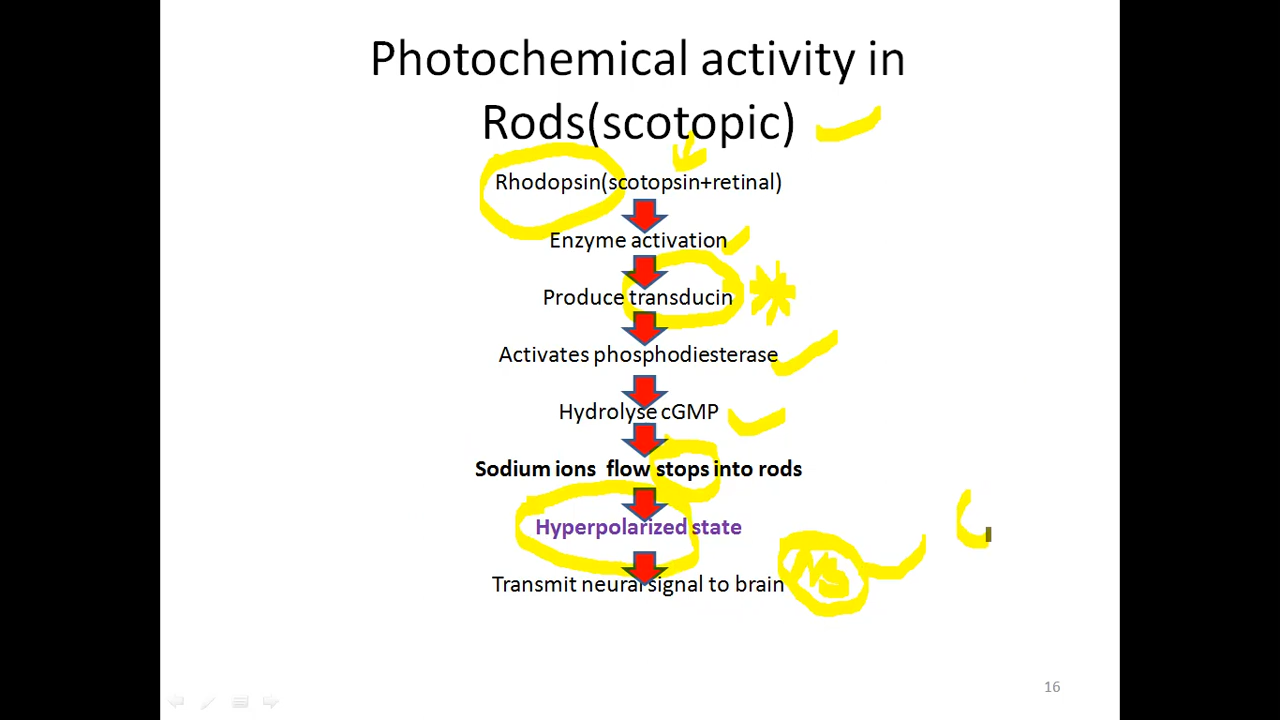 Photochemical activity in
Rods(scotopic)
Rhodopsin(scotopsin+retinal)
Enzyme activation
Produce transducin
Activates phosphodiesterase
Hydrolyse cGMP
Sodium ions flow stops into rods
Hyperpolarized state
Transmit neural signal to brain
16